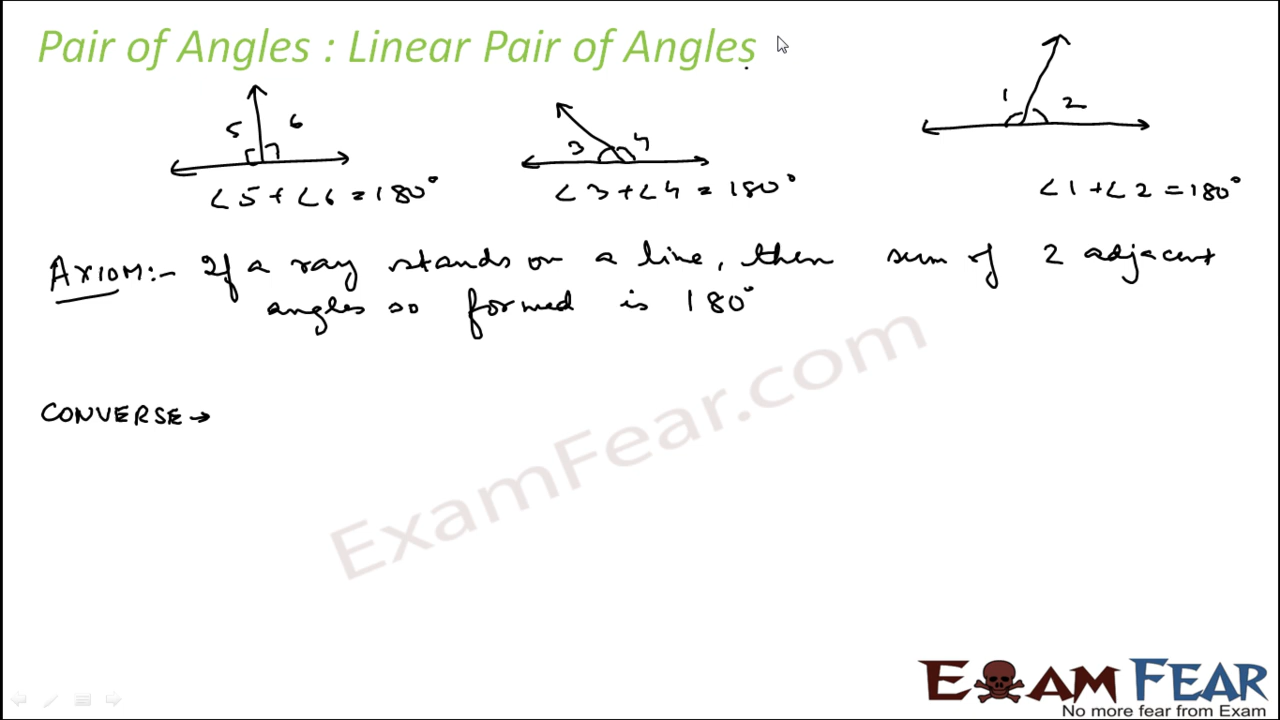 Pair of Angles : Linear Pair of Angles
5 6
3 4
1 2
∠5 + ∠6 = 180°
∠3 + ∠4 = 180°
∠1 + ∠2 = 180°
AXIOM:- If a ray stands on a line, then sum of 2 adjacent
angles so formed is 180°
CONVERSE →
ExamFear.com
EXAM FEAR
No more fear from Exam